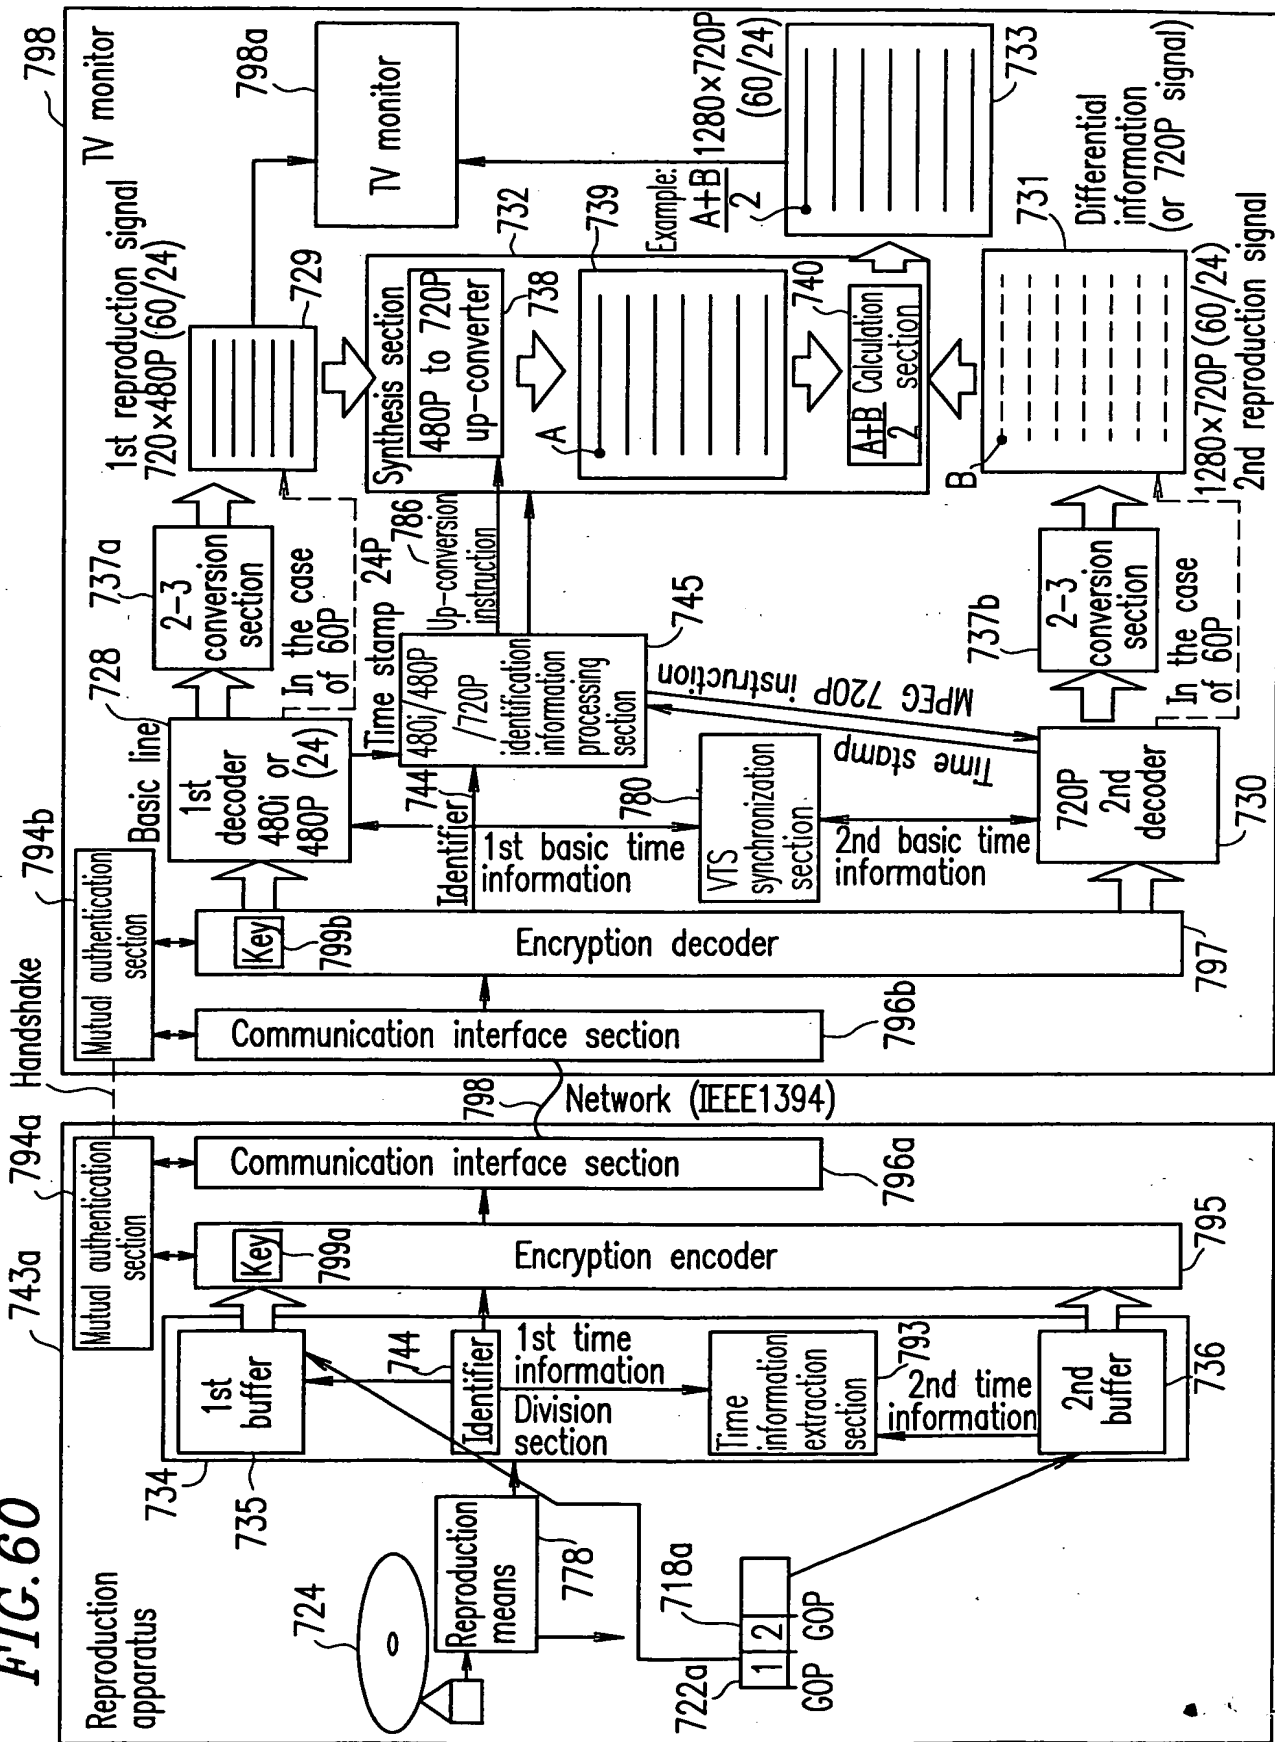 FIG. 60
Reproduction
apparatus
743a
794a
Handshake
794b
798
TV monitor
Mutual authentication
section
Mutual authentication
section
734
735
1st
buffer
Key
799a
Encryption encoder
795
Communication interface section
796a
798
Network (IEEE1394)
Communication interface section
796b
Key
799b
Encryption decoder
797
724
Reproduction
means
778
744
Identifier
1st time
information
Division
section
Time
information
extraction
section
793
2nd time
information
2nd
buffer
736
722a
718a
1
2
GOP
GOP
Basic line
728
1st
decoder
480i or
480P (24)
737a
2-3
conversion
section
In the case
of 60P
1st reproduction signal
720×480P (60/24)
729
798a
TV monitor
Identifier
744
Time stamp 24P
480i/480P
/720P
identification
information
processing
section
745
786
Up-conversion
instruction
1st basic time
information
780
VTS
synchronization
section
2nd basic time
information
MPEG 720P instruction
Time stamp
Synthesis section
732
480P to 720P
up-converter
738
739
A
740
A+B
2
Calculation
section
Example:
A+B
2
1280×720P
(60/24)
733
720P
2nd
decoder
730
737b
2-3
conversion
section
In the case
of 60P
B
731
Differential
information
(or 720P signal)
1280×720P (60/24)
2nd reproduction signal